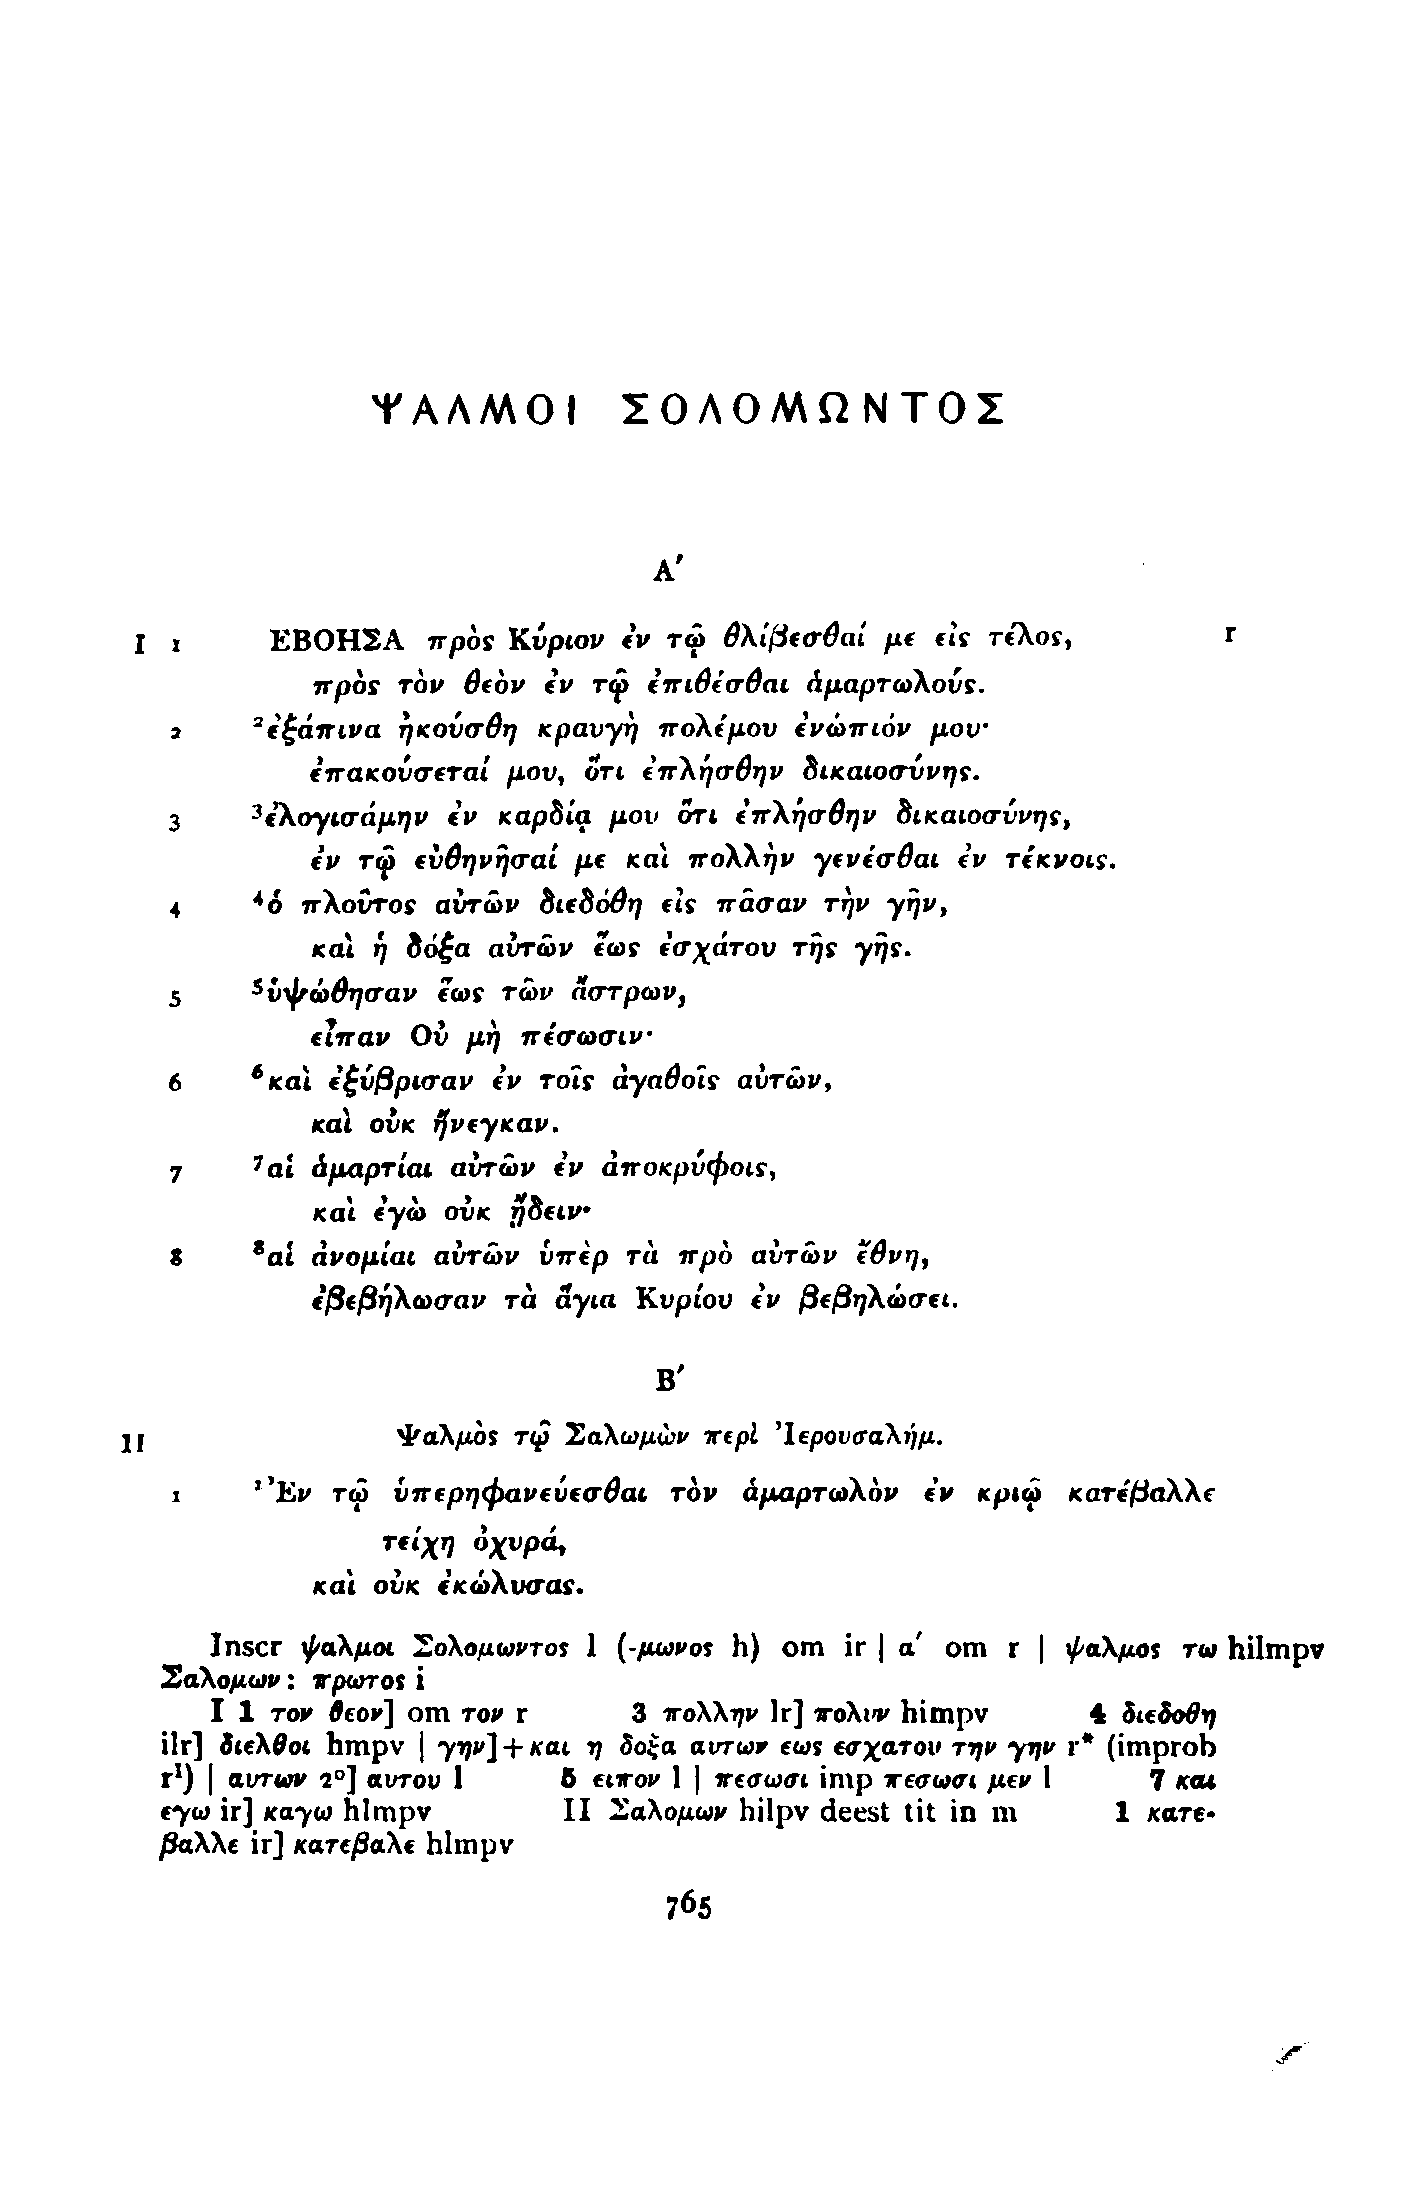 ΨΑΛΜΟΙ ΣΟΛΟΜΩΝΤΟΣ
Α′
I 1 ΕΒΟΗΣΑ πρὸς Κύριον ἐν τῷ θλίβεσθαί με εἰς τέλος, r
πρὸς τὸν θεὸν ἐν τῷ ἐπιθέσθαι ἁμαρτωλούς.
2 ²ἐξάπινα ἠκούσθη κραυγὴ πολέμου ἐνώπιόν μου·
ἐπακούσεταί μου, ὅτι ἐπλήσθην δικαιοσύνης.
3 ³ἐλογισάμην ἐν καρδίᾳ μου ὅτι ἐπλήσθην δικαιοσύνης,
ἐν τῷ εὐθηνῆσαί με καὶ πολλὴν γενέσθαι ἐν τέκνοις.
4 ⁴ὁ πλοῦτος αὐτῶν διεδόθη εἰς πᾶσαν τὴν γῆν,
καὶ ἡ δόξα αὐτῶν ἕως ἐσχάτου τῆς γῆς.
5 ⁵ὑψώθησαν ἕως τῶν ἄστρων,
εἶπαν Οὐ μὴ πέσωσιν·
6 ⁶καὶ ἐξύβρισαν ἐν τοῖς ἀγαθοῖς αὐτῶν,
καὶ οὐκ ἤνεγκαν.
7 ⁷αἱ ἁμαρτίαι αὐτῶν ἐν ἀποκρύφοις,
καὶ ἐγὼ οὐκ ᾔδειν·
8 ⁸αἱ ἀνομίαι αὐτῶν ὑπὲρ τὰ πρὸ αὐτῶν ἔθνη,
ἐβεβήλωσαν τὰ ἅγια Κυρίου ἐν βεβηλώσει.
Β′
II Ψαλμὸς τῷ Σαλωμὼν περὶ Ἰερουσαλήμ.
1 ¹Ἐν τῷ ὑπερηφανεύεσθαι τὸν ἁμαρτωλὸν ἐν κριῷ κατέβαλλε
τείχη ὀχυρά,
καὶ οὐκ ἐκώλυσας.
Inscr ψαλμοι Σολομωντος l (-μωνος h) om ir | α′ om r | ψαλμος τω hilmpv
Σαλομων: πρωτος i
I 1 τον θεον] om τον r 3 πολλην lr] πολιν himpv 4 διεδοθη
ilr] διελθοι hmpv | γην]+και η δοξα αυτων εως εσχατου την γην r* (improb
r¹) | αυτων 2°] αυτου l 5 ειπον l | πεσωσι imp πεσωσι μεν l 7 και
εγω ir] καγω hlmpv II Σαλομων hilpv deest tit in m 1 κατε-
βαλλε ir] κατεβαλε hlmpv
765